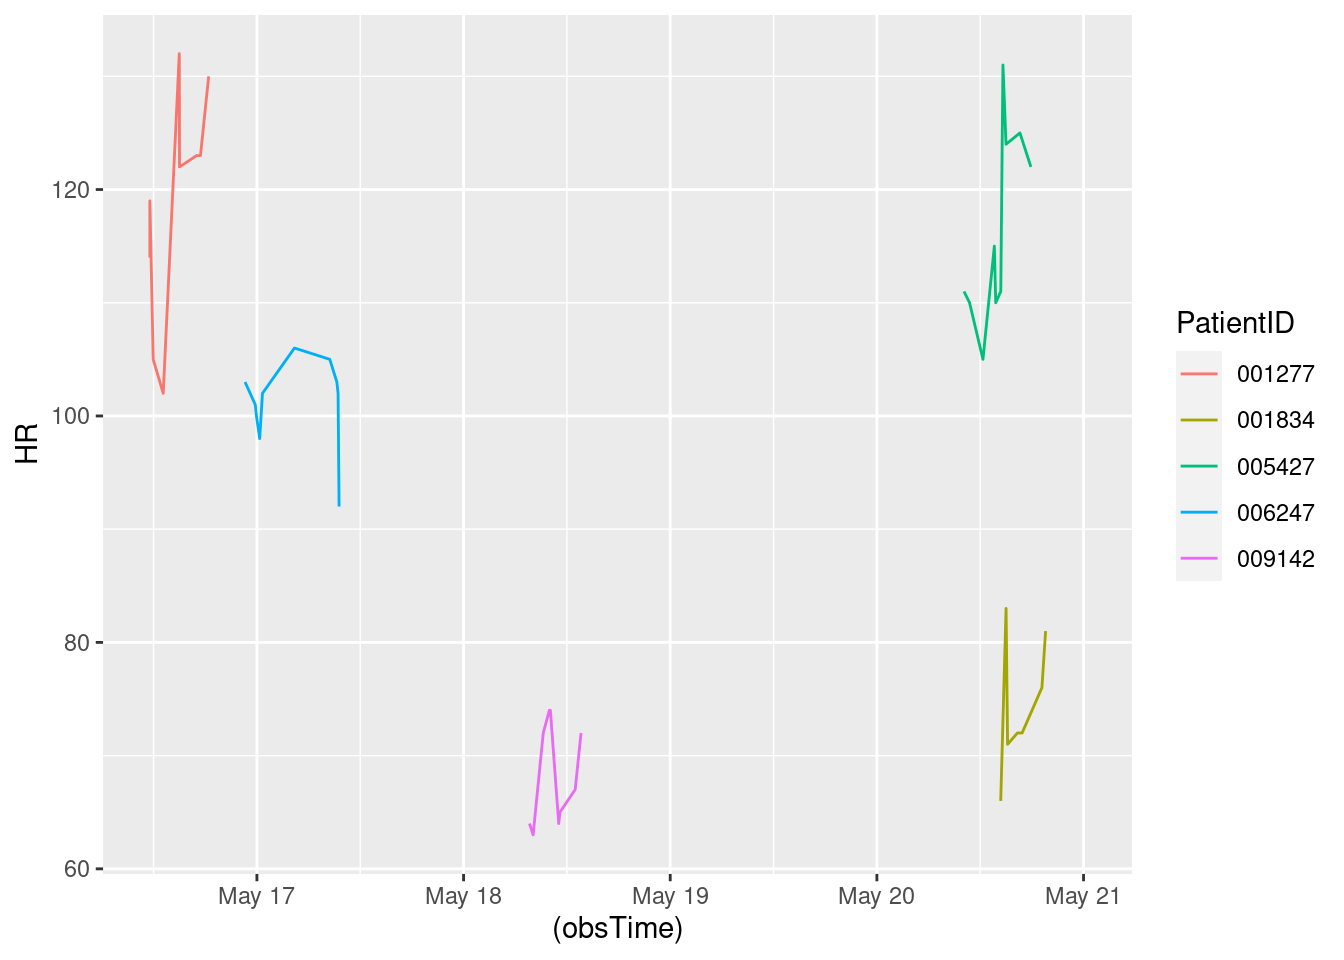 120
100
80
60
HR
May 17
May 18
May 19
May 20
May 21
(obsTime)
PatientID
001277
001834
005427
006247
009142